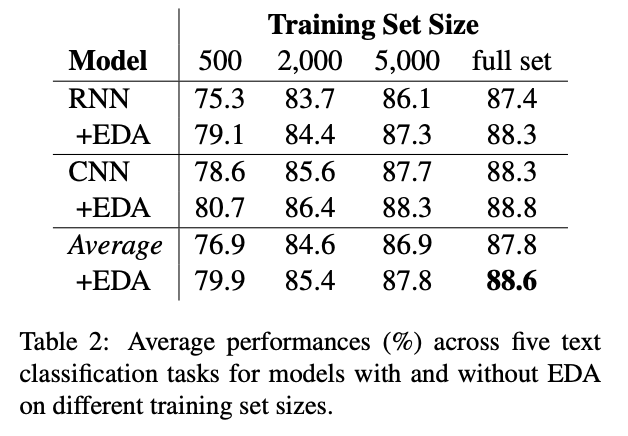 Training Set Size
Model 500 2,000 5,000 full set
RNN 75.3 83.7 86.1 87.4
+EDA 79.1 84.4 87.3 88.3
CNN 78.6 85.6 87.7 88.3
+EDA 80.7 86.4 88.3 88.8
Average 76.9 84.6 86.9 87.8
+EDA 79.9 85.4 87.8 88.6
Table 2: Average performances (%) across five text
classification tasks for models with and without EDA
on different training set sizes.